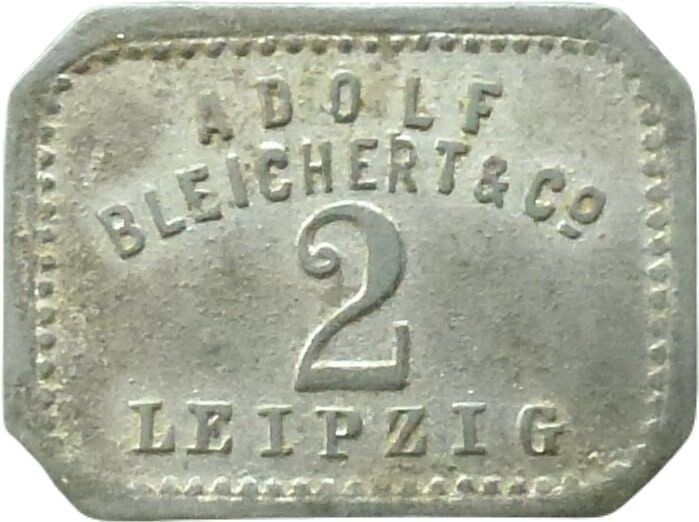 ADOLF
BLEICHERT & Cº
2
LEIPZIG